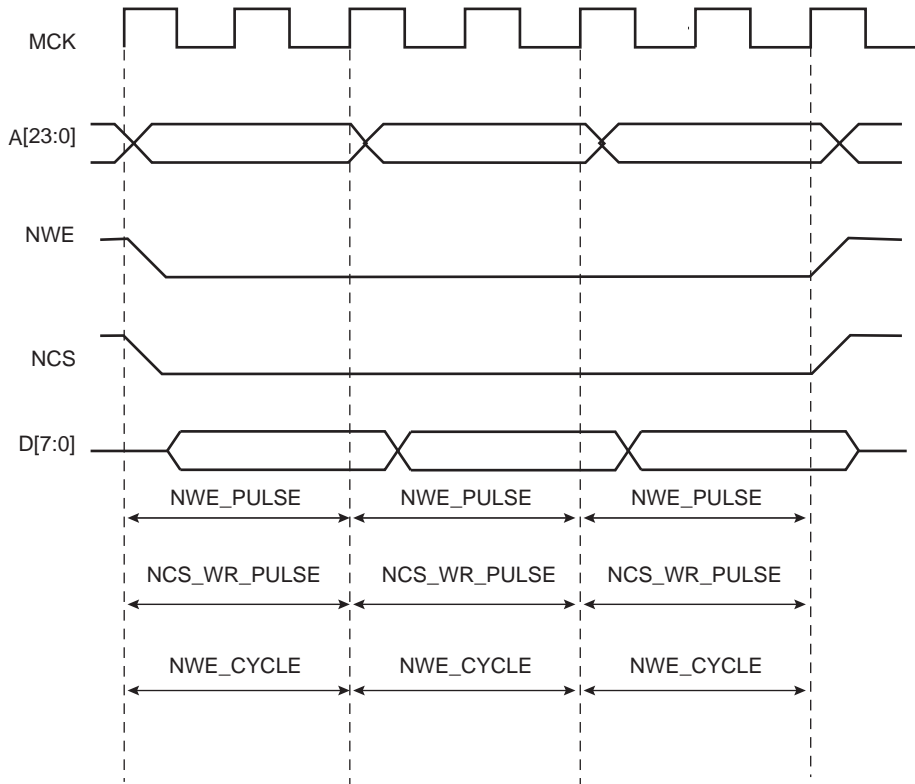 MCK
A[23:0]
NWE
NCS
D[7:0]
NWE_PULSE NWE_PULSE NWE_PULSE
NCS_WR_PULSE NCS_WR_PULSE NCS_WR_PULSE
NWE_CYCLE NWE_CYCLE NWE_CYCLE